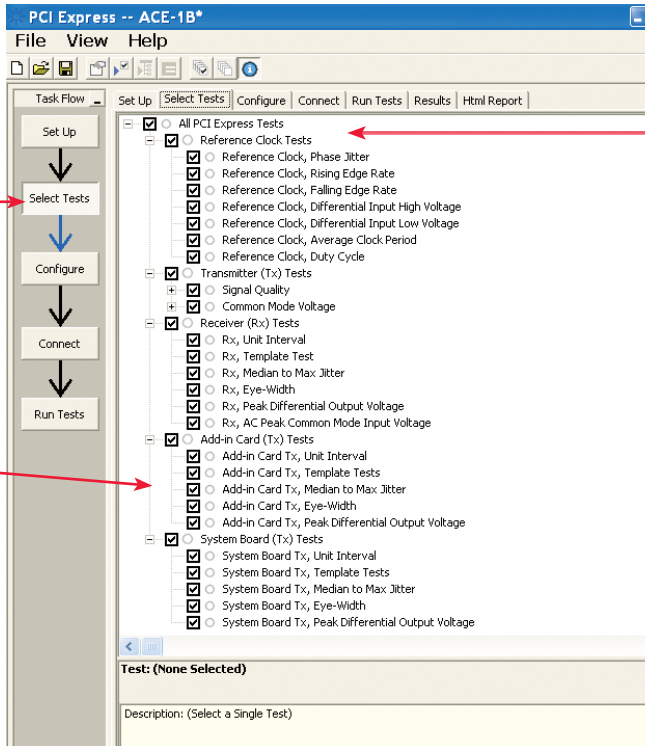 PCI Express -- ACE-1B*
File View Help
Task Flow
Set Up
Select Tests
Configure
Connect
Run Tests
Set Up Select Tests Configure Connect Run Tests Results Html Report
All PCI Express Tests
Reference Clock Tests
Reference Clock, Phase Jitter
Reference Clock, Rising Edge Rate
Reference Clock, Falling Edge Rate
Reference Clock, Differential Input High Voltage
Reference Clock, Differential Input Low Voltage
Reference Clock, Average Clock Period
Reference Clock, Duty Cycle
Transmitter (Tx) Tests
Signal Quality
Common Mode Voltage
Receiver (Rx) Tests
Rx, Unit Interval
Rx, Template Test
Rx, Median to Max Jitter
Rx, Eye-Width
Rx, Peak Differential Output Voltage
Rx, AC Peak Common Mode Input Voltage
Add-in Card (Tx) Tests
Add-in Card Tx, Unit Interval
Add-in Card Tx, Template Tests
Add-in Card Tx, Median to Max Jitter
Add-in Card Tx, Eye-Width
Add-in Card Tx, Peak Differential Output Voltage
System Board (Tx) Tests
System Board Tx, Unit Interval
System Board Tx, Template Tests
System Board Tx, Median to Max Jitter
System Board Tx, Eye-Width
System Board Tx, Peak Differential Output Voltage
Test: (None Selected)
Description: (Select a Single Test)